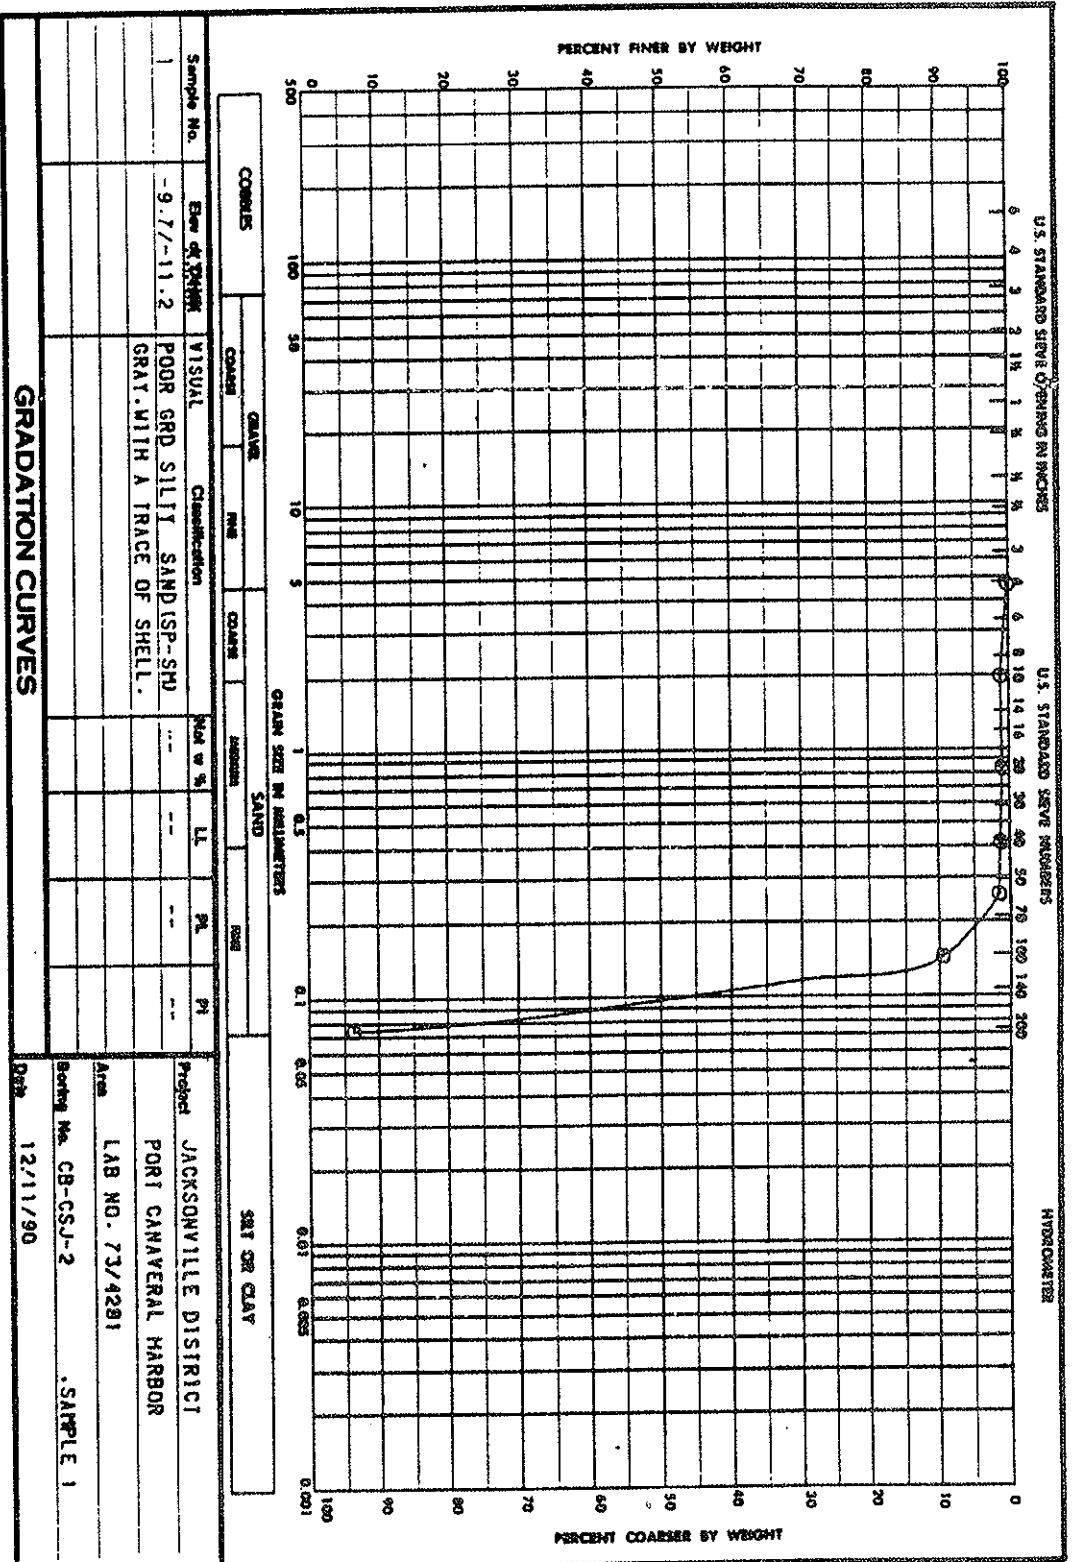 U.S. STANDARD SIEVE OPENING IN INCHES
U.S. STANDARD SIEVE NUMBERS
HYDROMETER
6 4 3 2 1½ 1 ¾ ½ ⅜ 3 4 6 8 10 14 16 20 30 40 50 70 100 140 200
PERCENT FINER BY WEIGHT
100
90
80
70
60
50
40
30
20
10
0
PERCENT COARSER BY WEIGHT
0
10
20
30
40
50
60
70
80
90
100
500 100 50 10 5 1 0.5 0.1 0.05 0.01 0.005 0.001
GRAIN SIZE IN MILLIMETERS
COBBLES
GRAVEL
SAND
SILT OR CLAY
COARSE FINE COARSE MEDIUM FINE
Sample No. Elev or Depth VISUAL Classification Nat w % LL PL PI
1 -9.7/-11.2 POOR GRD SILTY SAND(SP-SM) -- -- -- --
GRAY.WITH A TRACE OF SHELL.
Project JACKSONVILLE DISTRICT
PORT CANAVERAL HARBOR
Area LAB NO. 73/4281
Boring No. CB-CSJ-2 .SAMPLE 1
Date 12/11/90
GRADATION CURVES